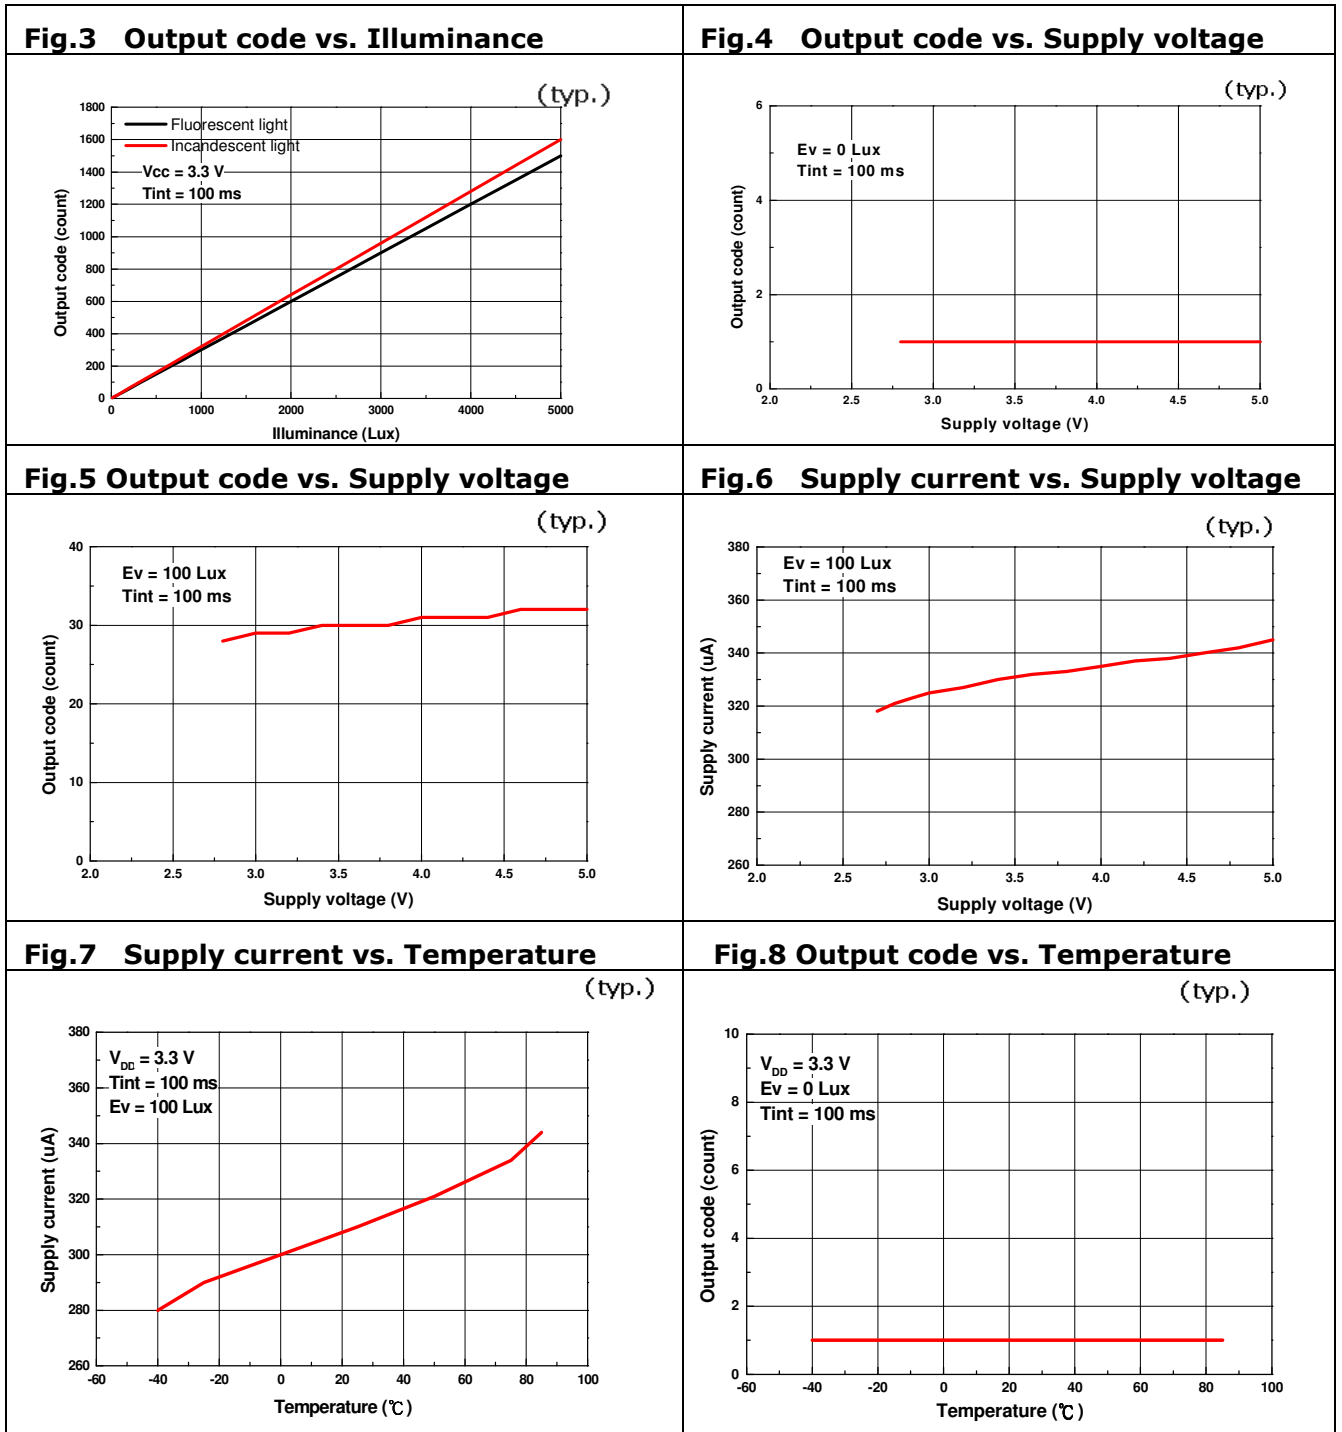 Fig.3 Output code vs. Illuminance
(typ.)
1800
1600
1400
1200
1000
800
600
400
200
0
Output code (count)
Fluorescent light
Incandescent light
Vcc = 3.3 V
Tint = 100 ms
0 1000 2000 3000 4000 5000
Illuminance (Lux)
Fig.4 Output code vs. Supply voltage
(typ.)
6
4
2
0
Output code (count)
Ev = 0 Lux
Tint = 100 ms
2.0 2.5 3.0 3.5 4.0 4.5 5.0
Supply voltage (V)
Fig.5 Output code vs. Supply voltage
(typ.)
40
30
20
10
0
Output code (count)
Ev = 100 Lux
Tint = 100 ms
2.0 2.5 3.0 3.5 4.0 4.5 5.0
Supply voltage (V)
Fig.6 Supply current vs. Supply voltage
(typ.)
380
360
340
320
300
280
260
Supply current (uA)
Ev = 100 Lux
Tint = 100 ms
2.0 2.5 3.0 3.5 4.0 4.5 5.0
Supply voltage (V)
Fig.7 Supply current vs. Temperature
(typ.)
380
360
340
320
300
280
260
Supply current (uA)
VDD = 3.3 V
Tint = 100 ms
Ev = 100 Lux
-60 -40 -20 0 20 40 60 80 100
Temperature (℃)
Fig.8 Output code vs. Temperature
(typ.)
10
8
6
4
2
0
Output code (count)
VDD = 3.3 V
Ev = 0 Lux
Tint = 100 ms
-60 -40 -20 0 20 40 60 80 100
Temperature (℃)